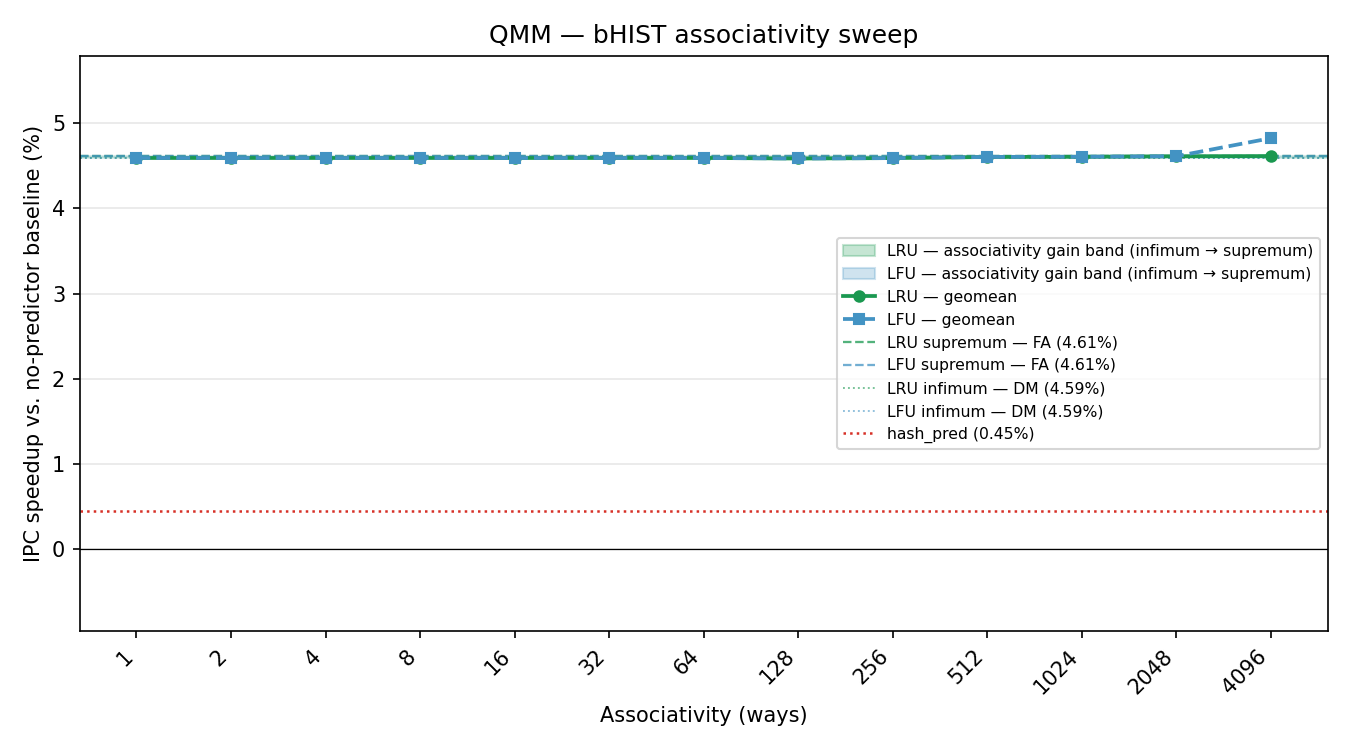 QMM — bHIST associativity sweep
IPC speedup vs. no-predictor baseline (%)
5
4
3
2
1
0
LRU — associativity gain band (infimum → supremum)
LFU — associativity gain band (infimum → supremum)
LRU — geomean
LFU — geomean
LRU supremum — FA (4.61%)
LFU supremum — FA (4.61%)
LRU infimum — DM (4.59%)
LFU infimum — DM (4.59%)
hash_pred (0.45%)
1 2 4 8 16 32 64 128 256 512 1024 2048 4096
Associativity (ways)